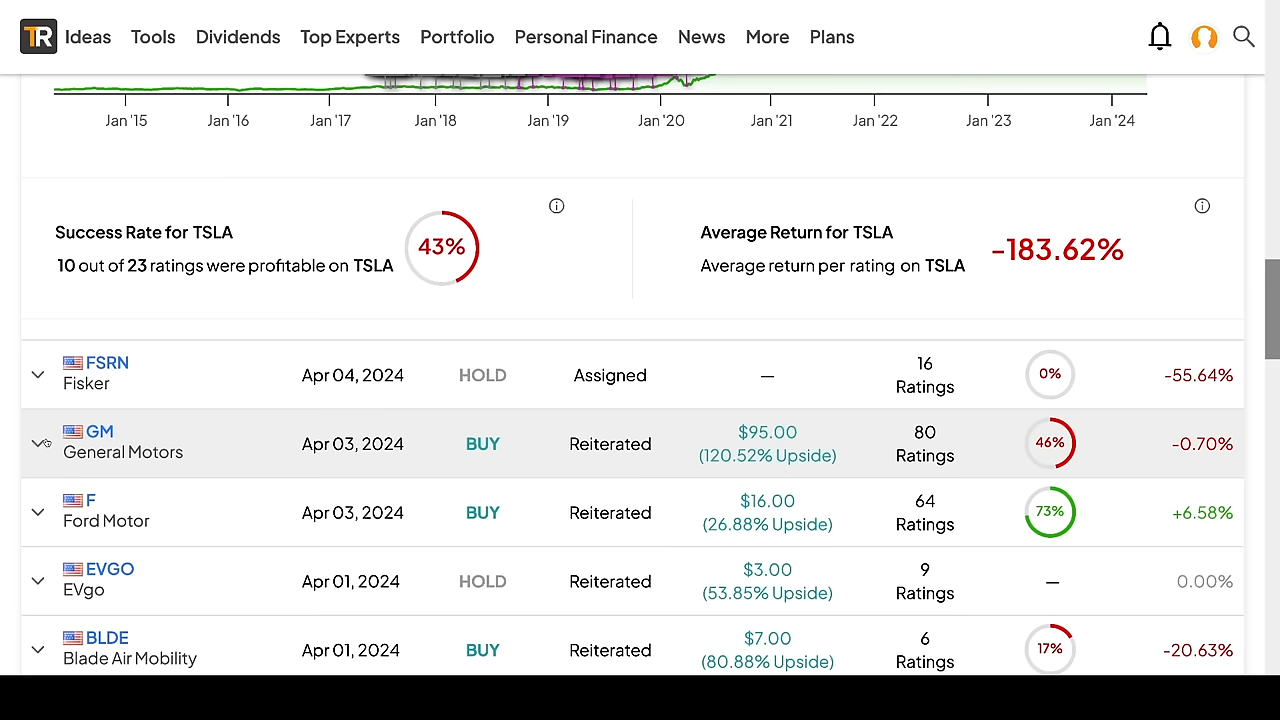 TR Ideas Tools Dividends Top Experts Portfolio Personal Finance News More Plans
Jan '15 Jan '16 Jan '17 Jan '18 Jan '19 Jan '20 Jan '21 Jan '22 Jan '23 Jan '24
Success Rate for TSLA
10 out of 23 ratings were profitable on TSLA
43%
Average Return for TSLA
Average return per rating on TSLA
-183.62%
FSRN
Fisker
Apr 04, 2024 HOLD Assigned —
16
Ratings
0% -55.64%
GM
General Motors
Apr 03, 2024 BUY Reiterated
$95.00
(120.52% Upside)
80
Ratings
46% -0.70%
F
Ford Motor
Apr 03, 2024 BUY Reiterated
$16.00
(26.88% Upside)
64
Ratings
73% +6.58%
EVGO
EVgo
Apr 01, 2024 HOLD Reiterated
$3.00
(53.85% Upside)
9
Ratings
— 0.00%
BLDE
Blade Air Mobility
Apr 01, 2024 BUY Reiterated
$7.00
(80.88% Upside)
6
Ratings
17% -20.63%